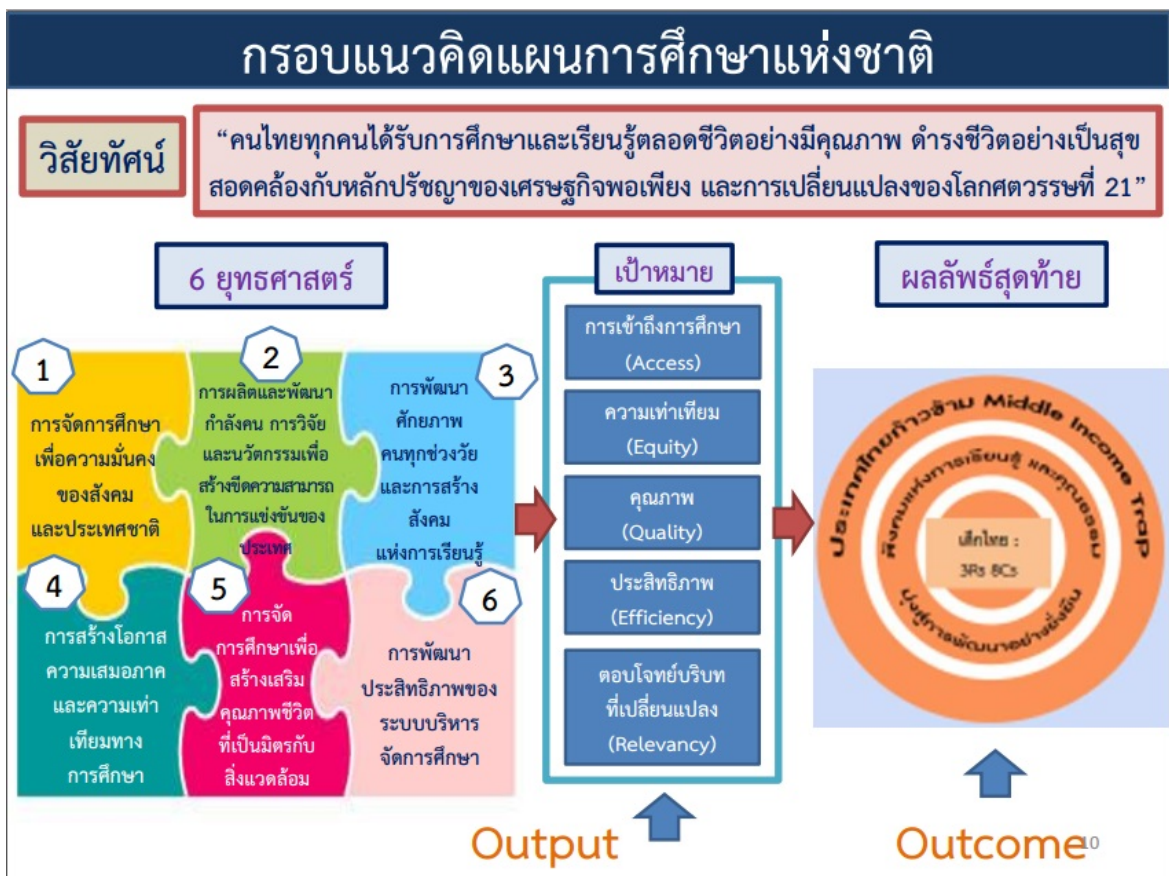 กรอบแนวคิดแผนการศึกษาแห่งชาติ
วิสัยทัศน์
“คนไทยทุกคนได้รับการศึกษาและเรียนรู้ตลอดชีวิตอย่างมีคุณภาพ ดำรงชีวิตอย่างเป็นสุข
สอดคล้องกับหลักปรัชญาของเศรษฐกิจพอเพียง และการเปลี่ยนแปลงของโลกศตวรรษที่ 21”
6 ยุทธศาสตร์
1
การจัดการศึกษา
เพื่อความมั่นคง
ของสังคม
และประเทศชาติ
2
การผลิตและพัฒนา
กำลังคน การวิจัย
และนวัตกรรมเพื่อ
สร้างขีดความสามารถ
ในการแข่งขันของ
ประเทศ
3
การพัฒนา
ศักยภาพ
คนทุกช่วงวัย
และการสร้าง
สังคม
แห่งการเรียนรู้
4
การสร้างโอกาส
ความเสมอภาค
และความเท่า
เทียมทาง
การศึกษา
5
การจัด
การศึกษาเพื่อ
สร้างเสริม
คุณภาพชีวิต
ที่เป็นมิตรกับ
สิ่งแวดล้อม
6
การพัฒนา
ประสิทธิภาพของ
ระบบบริหาร
จัดการศึกษา
เป้าหมาย
การเข้าถึงการศึกษา
(Access)
ความเท่าเทียม
(Equity)
คุณภาพ
(Quality)
ประสิทธิภาพ
(Efficiency)
ตอบโจทย์บริบท
ที่เปลี่ยนแปลง
(Relevancy)
Output
ผลลัพธ์สุดท้าย
ประเทศไทยก้าวข้าม Middle Income Trap
สังคมแห่งการเรียนรู้ และคุณธรรม
มุ่งสู่การพัฒนาอย่างยั่งยืน
เด็กไทย :
3Rs 8Cs
Outcome
10